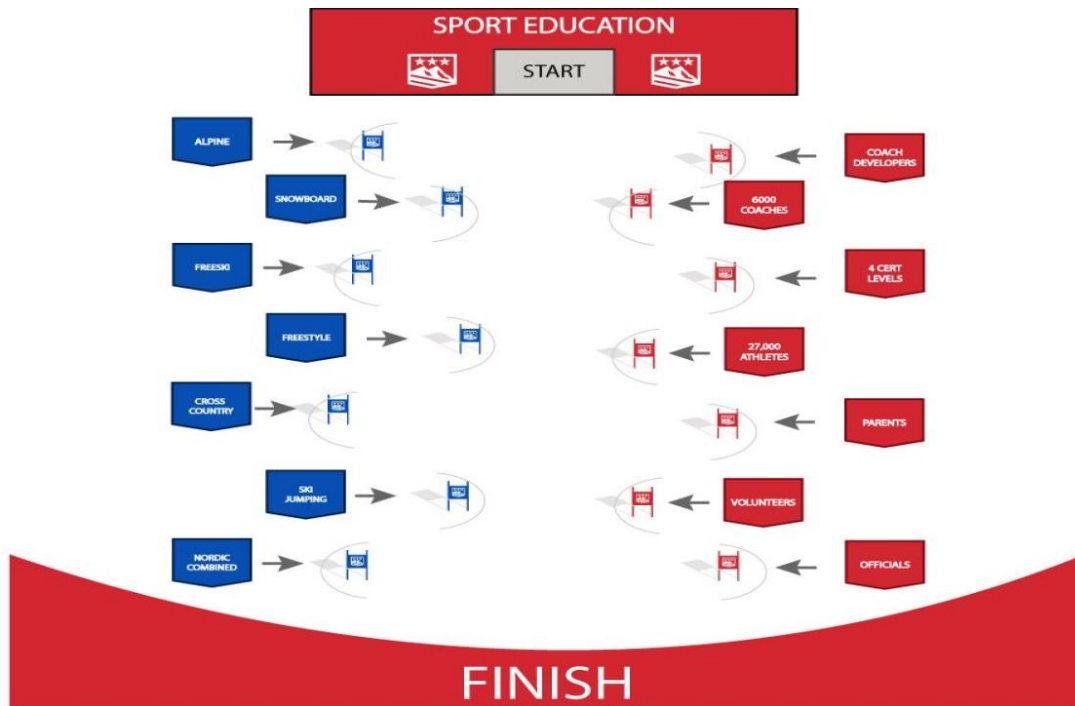 SPORT EDUCATION
START
ALPINE
SNOWBOARD
FREESKI
FREESTYLE
CROSS
COUNTRY
SKI
JUMPING
NORDIC
COMBINED
COACH
DEVELOPERS
6000
COACHES
4 CERT
LEVELS
27,000
ATHLETES
PARENTS
VOLUNTEERS
OFFICIALS
FINISH